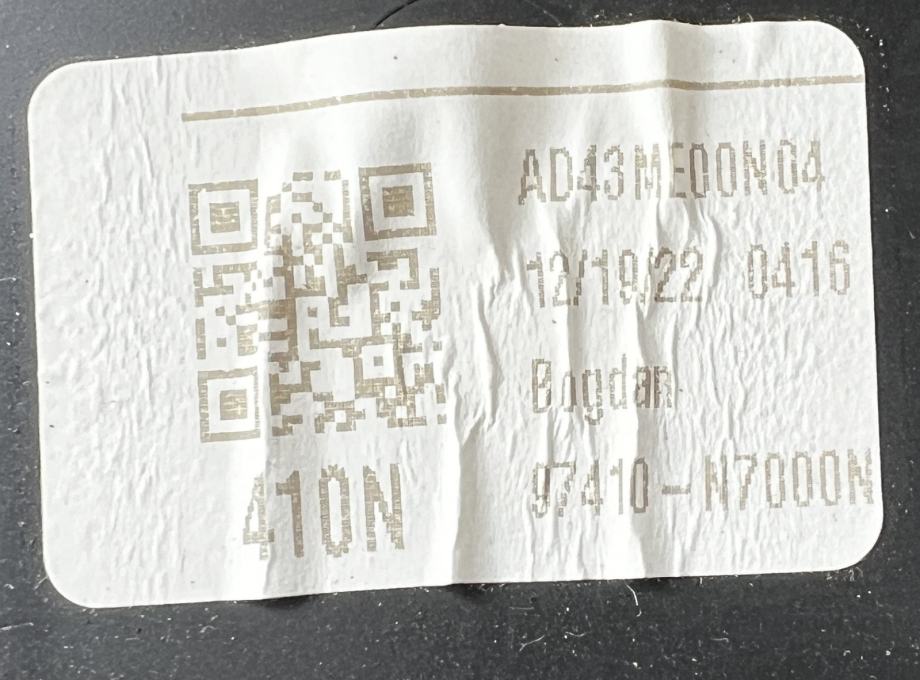 AD43ME00N04
12/19/22 0416
Bogdan
97410-N7000N
410N